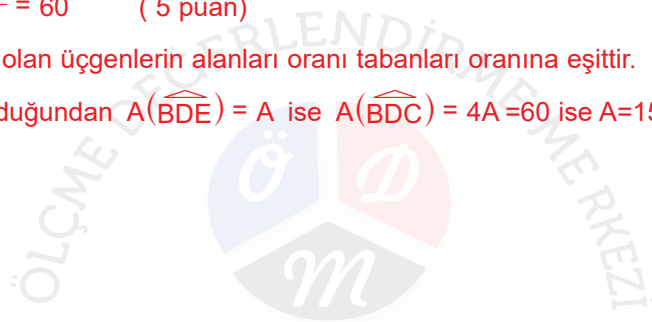 = 60 ( 5 puan)
olan üçgenlerin alanları oranı tabanları oranına eşittir.
duğundan A(BDE) = A ise A(BDC) = 4A =60 ise A=15
ÖLÇME DEĞERLENDİRME MERKEZİ
Ö D
M